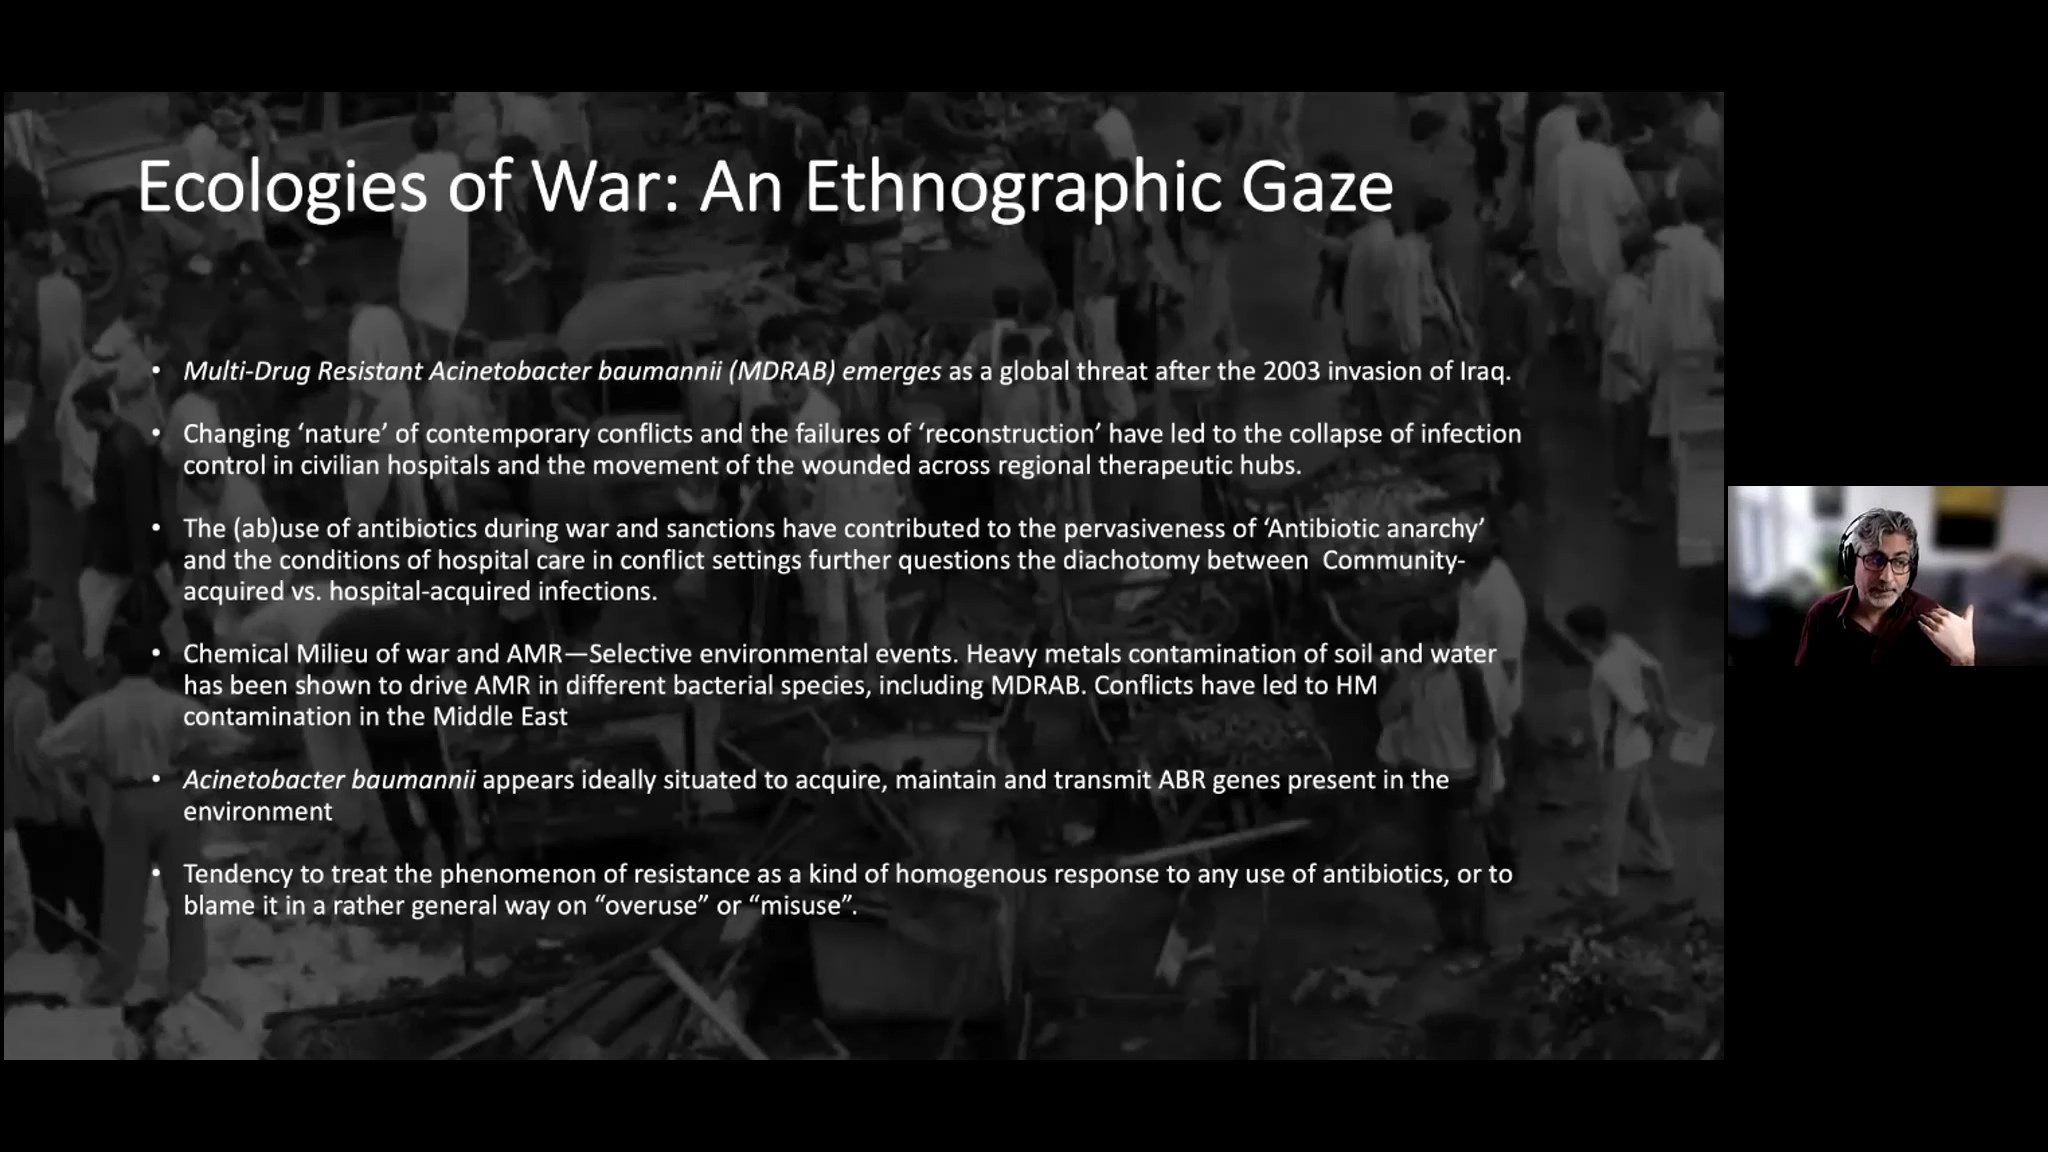 Ecologies of War: An Ethnographic Gaze
• Multi-Drug Resistant Acinetobacter baumannii (MDRAB) emerges as a global threat after the 2003 invasion of Iraq.
• Changing ‘nature’ of contemporary conflicts and the failures of ‘reconstruction’ have led to the collapse of infection
control in civilian hospitals and the movement of the wounded across regional therapeutic hubs.
• The (ab)use of antibiotics during war and sanctions have contributed to the pervasiveness of ‘Antibiotic anarchy’
and the conditions of hospital care in conflict settings further questions the diachotomy between Community-
acquired vs. hospital-acquired infections.
• Chemical Milieu of war and AMR—Selective environmental events. Heavy metals contamination of soil and water
has been shown to drive AMR in different bacterial species, including MDRAB. Conflicts have led to HM
contamination in the Middle East
• Acinetobacter baumannii appears ideally situated to acquire, maintain and transmit ABR genes present in the
environment
• Tendency to treat the phenomenon of resistance as a kind of homogenous response to any use of antibiotics, or to
blame it in a rather general way on “overuse” or “misuse”.